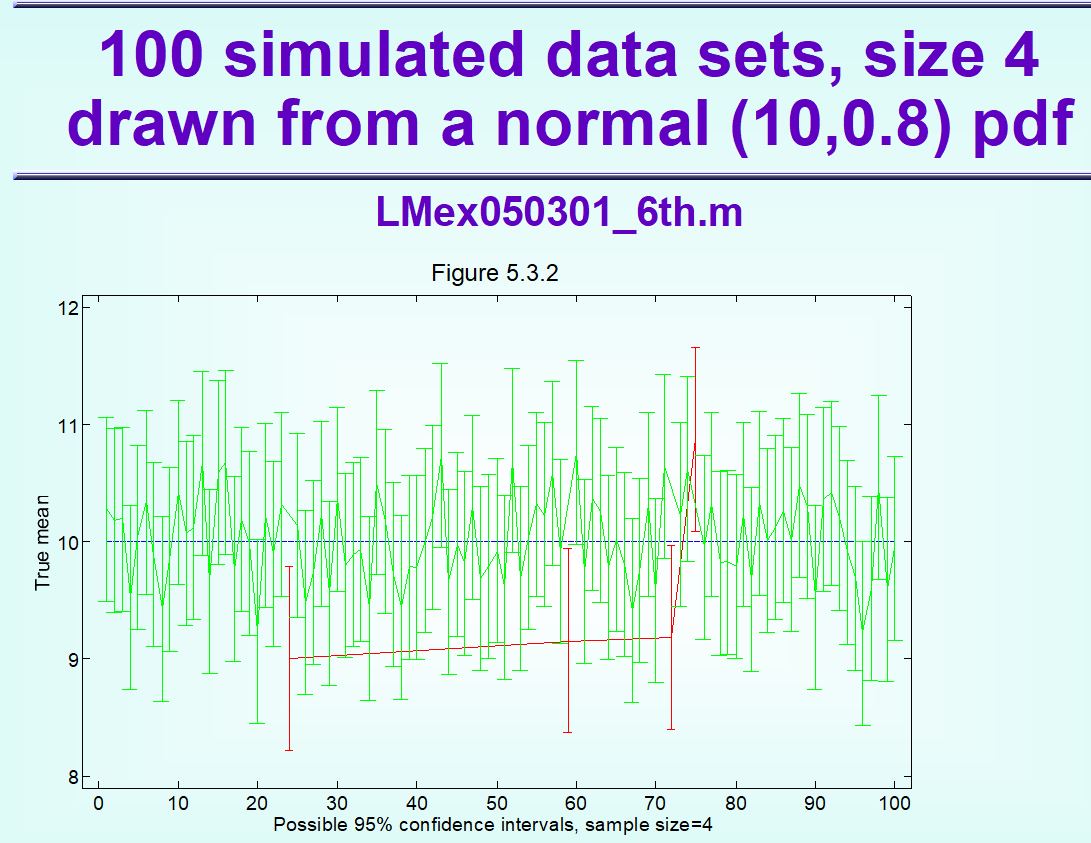 100 simulated data sets, size 4
drawn from a normal (10,0.8) pdf
LMex050301_6th.m
Figure 5.3.2
12
11
10
9
8
True mean
0 10 20 30 40 50 60 70 80 90 100
Possible 95% confidence intervals, sample size=4